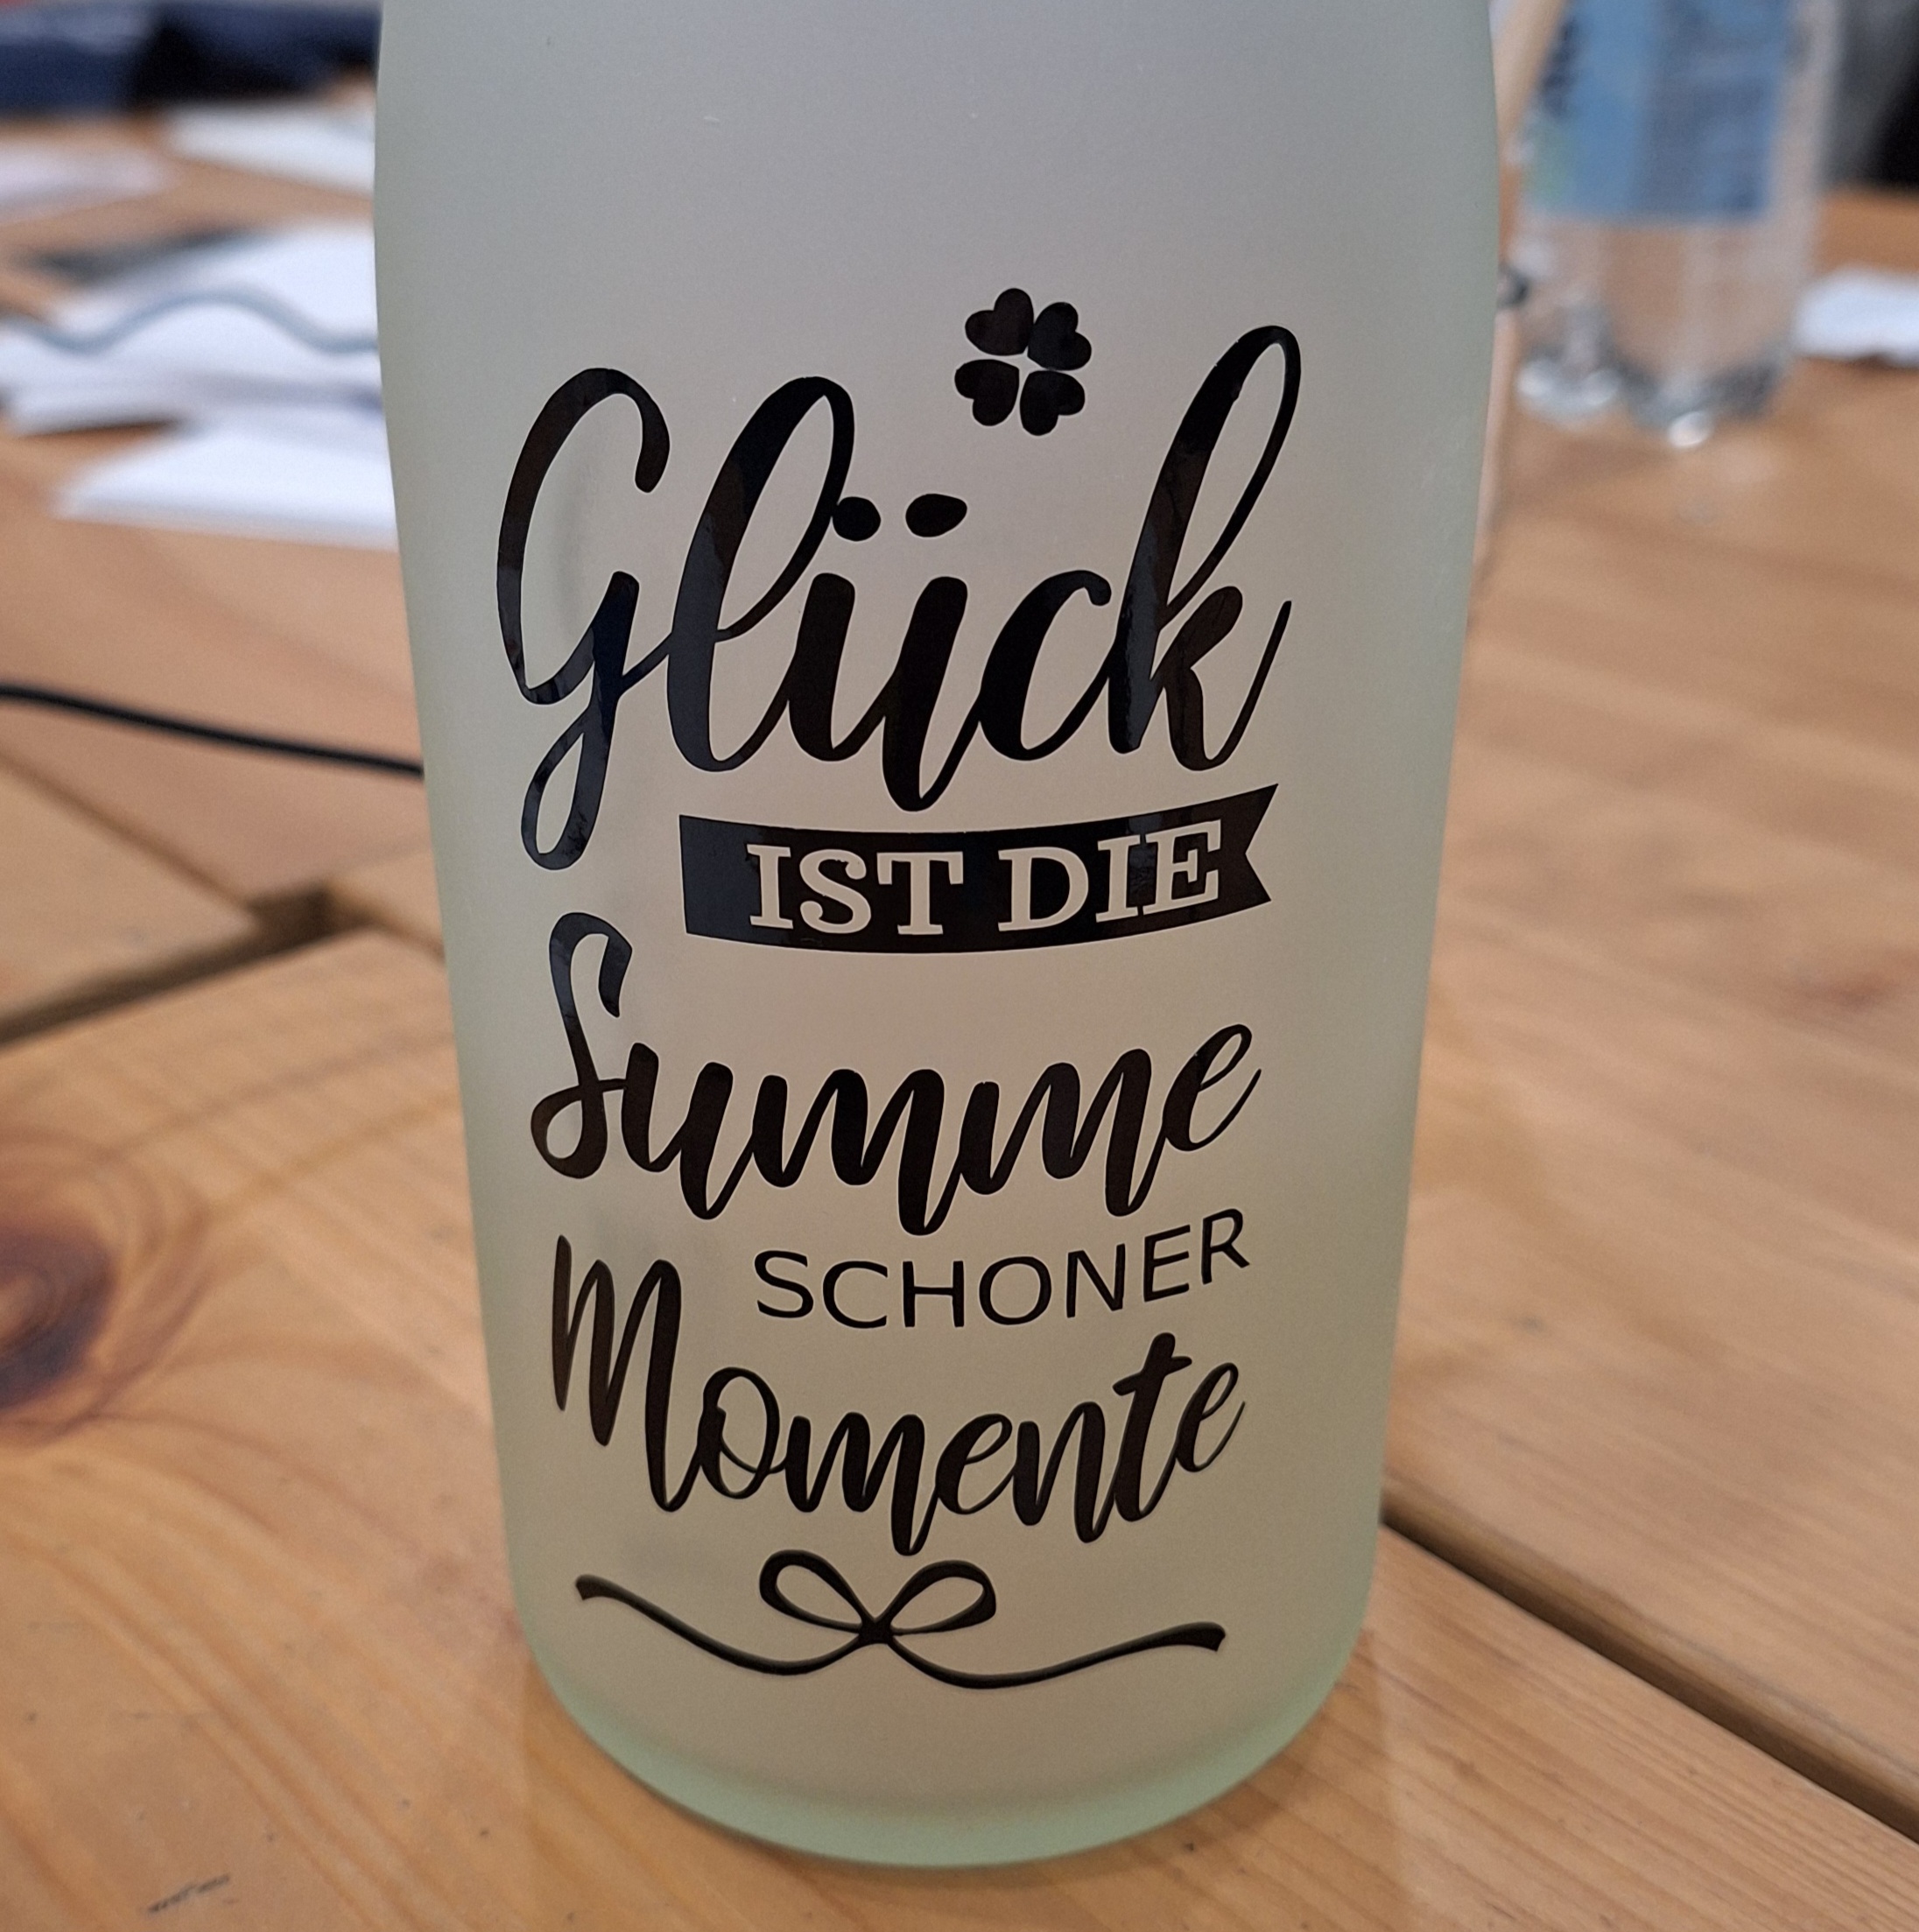 Glück
IST DIE
Summe
SCHONER
Momente